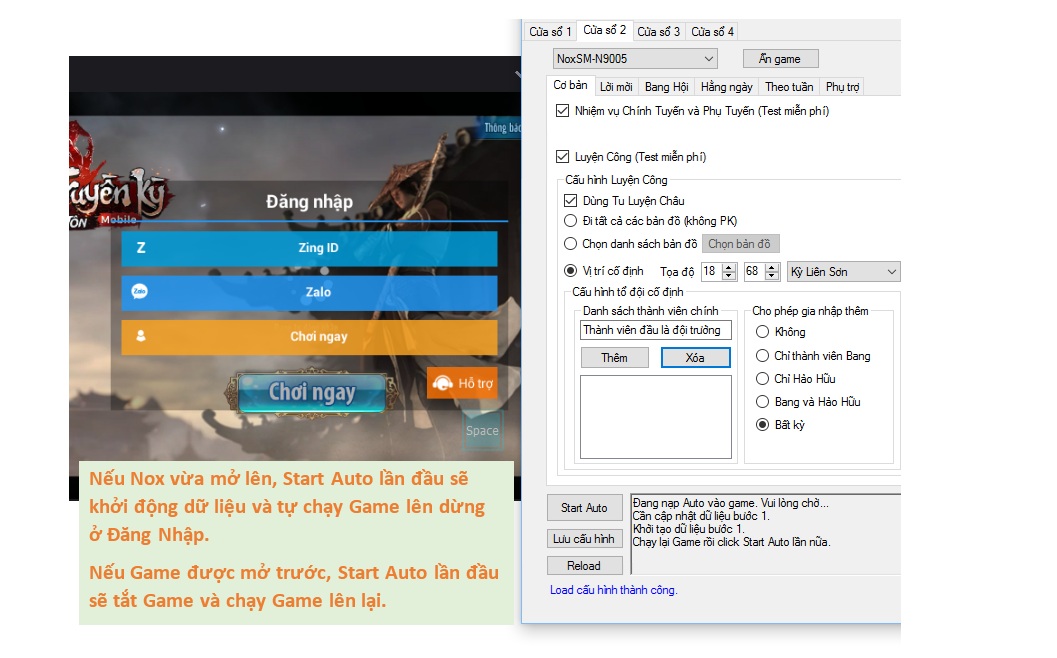 Thông báo
uyền Kỳ
TÔN Mobile
Đăng nhập
Z Zing ID
Zalo Zalo
Chơi ngay
Hỗ trợ
Chơi ngay
Space
Nếu Nox vừa mở lên, Start Auto lần đầu sẽ
khởi động dữ liệu và tự chạy Game lên dừng
ở Đăng Nhập.
Nếu Game được mở trước, Start Auto lần đầu
sẽ tắt Game và chạy Game lên lại.
Cửa sổ 1 Cửa sổ 2 Cửa sổ 3 Cửa sổ 4
NoxSM-N9005 Ẩn game
Cơ bản Lời mời Bang Hội Hằng ngày Theo tuần Phụ trợ
Nhiệm vụ Chính Tuyến và Phụ Tuyến (Test miễn phí)
Luyện Công (Test miễn phí)
Cấu hình Luyện Công
Dùng Tu Luyện Châu
Đi tất cả các bản đồ (không PK)
Chọn danh sách bản đồ Chọn bản đồ
Vị trí cố định Tọa độ 18 68 Kỳ Liên Sơn
Cấu hình tổ đội cố định
Danh sách thành viên chính
Thành viên đầu là đội trưởng
Thêm Xóa
Cho phép gia nhập thêm
Không
Chỉ thành viên Bang
Chỉ Hảo Hữu
Bang và Hảo Hữu
Bất kỳ
Start Auto
Lưu cấu hình
Reload
Đang nạp Auto vào game. Vui lòng chờ...
Cần cập nhật dữ liệu bước 1.
Khởi tạo dữ liệu bước 1.
Chạy lại Game rồi click Start Auto lần nữa.
Load cấu hình thành công.